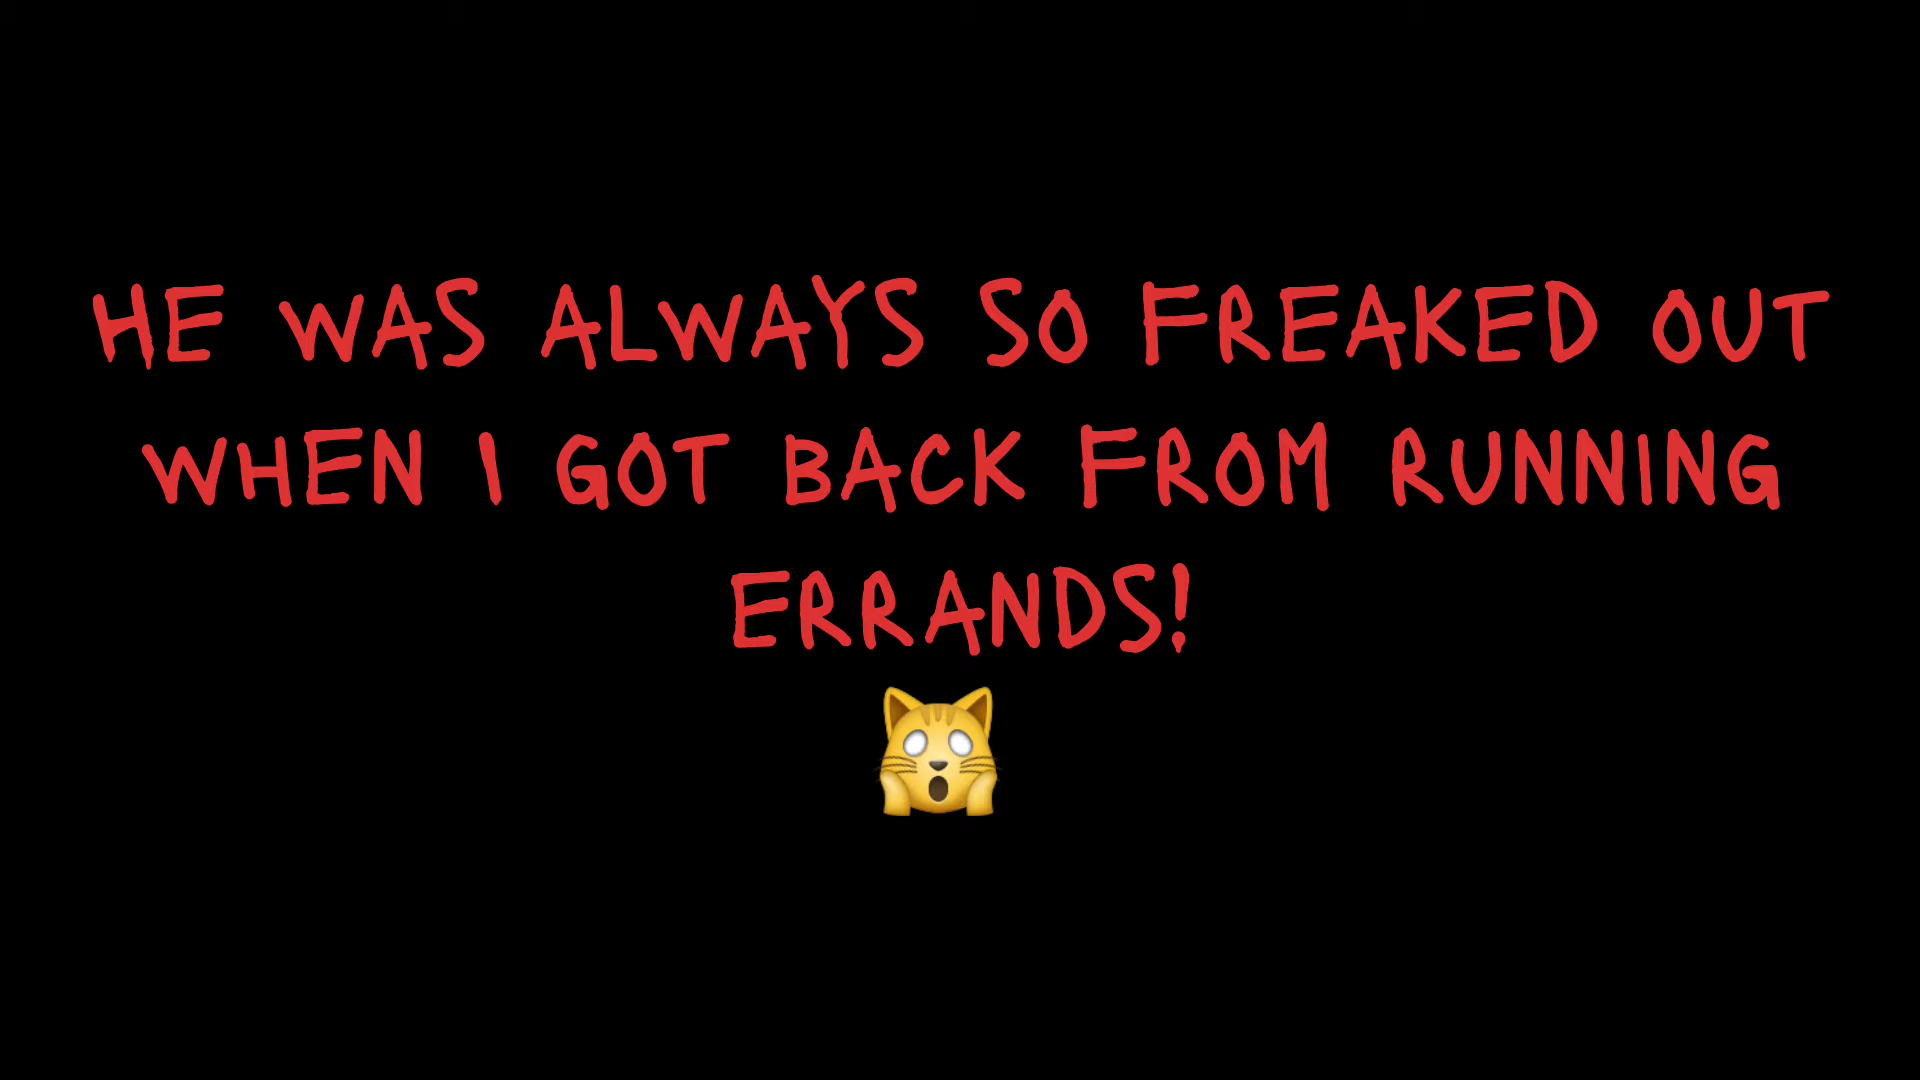 HE WAS ALWAYS SO FREAKED OUT
WHEN I GOT BACK FROM RUNNING
ERRANDS!
🙀